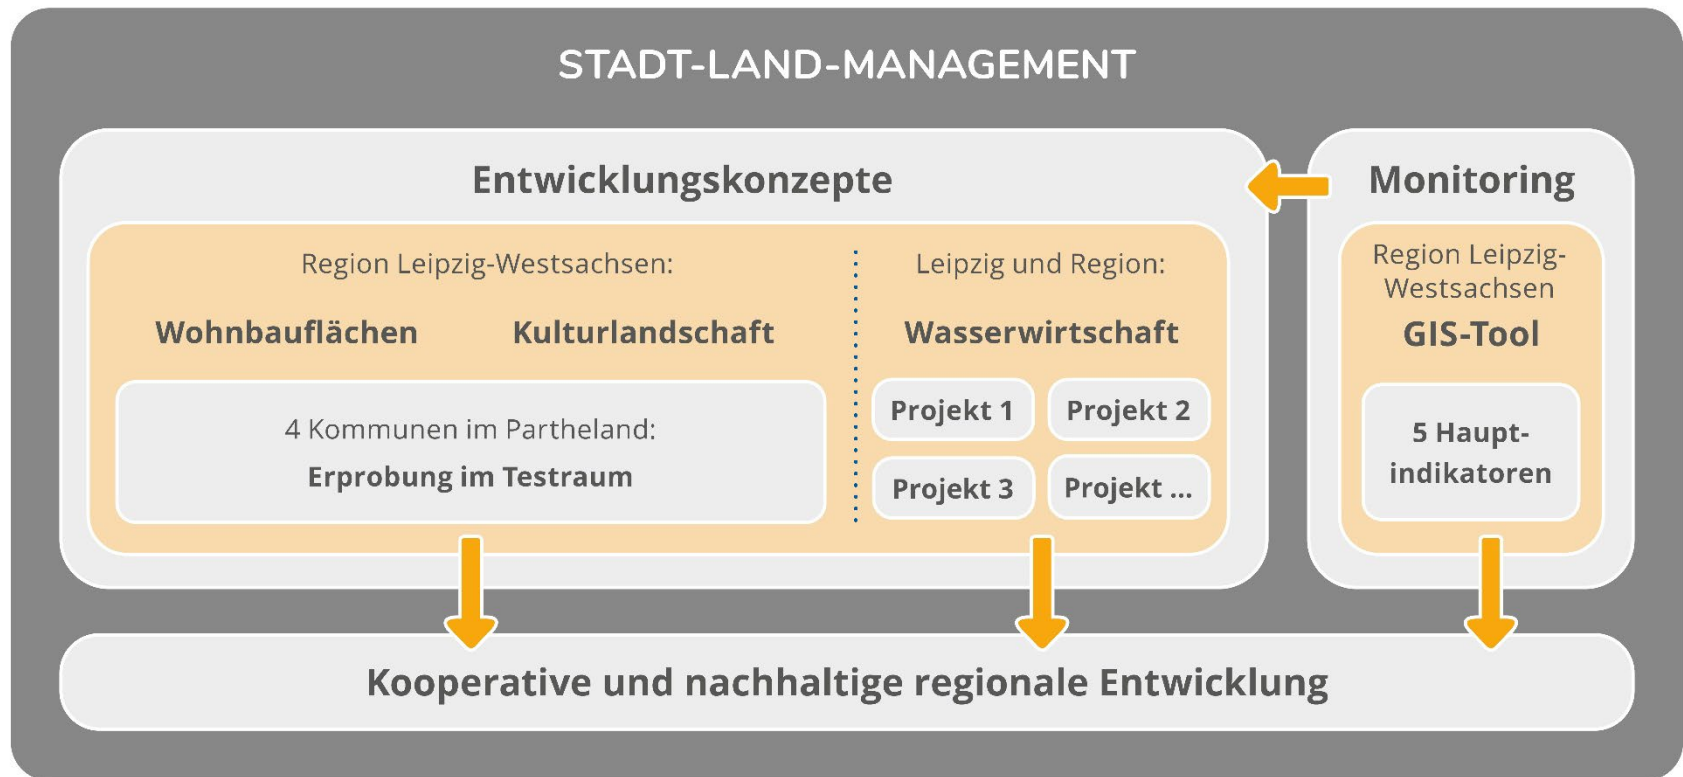 STADT-LAND-MANAGEMENT
Entwicklungskonzepte
Region Leipzig-Westsachsen:
Wohnbauflächen
Kulturlandschaft
4 Kommunen im Partheland:
Erprobung im Testraum
Leipzig und Region:
Wasserwirtschaft
Projekt 1
Projekt 2
Projekt 3
Projekt ...
Monitoring
Region Leipzig-
Westsachsen
GIS-Tool
5 Haupt-
indikatoren
Kooperative und nachhaltige regionale Entwicklung